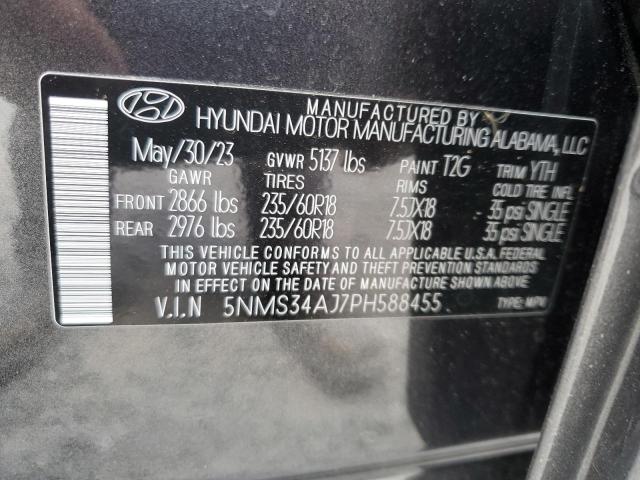 MANUFACTURED BY
HYUNDAI MOTOR MANUFACTURING ALABAMA, LLC
May/30/23 GVWR 5137 lbs PAINT T2G TRIM YTH
GAWR TIRES RIMS COLD TIRE INFL
FRONT 2866 lbs 235/60R18 7.5JX18 35 psi SINGLE
REAR 2976 lbs 235/60R18 7.5JX18 35 psi SINGLE
THIS VEHICLE CONFORMS TO ALL APPLICABLE U.S.A. FEDERAL
MOTOR VEHICLE SAFETY AND THEFT PREVENTION STANDARDS
IN EFFECT ON THE DATE OF MANUFACTURE SHOWN ABOVE.
V.I.N 5NMS34AJ7PH588455 TYPE: MPV